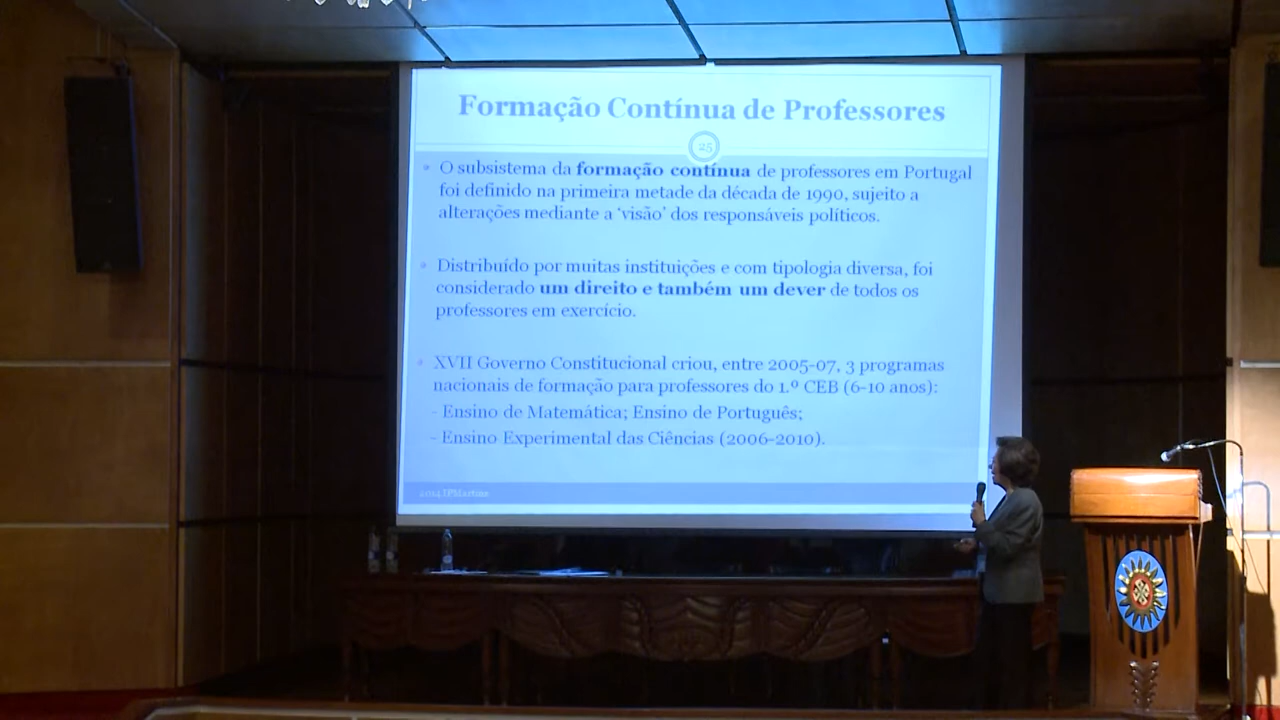 Formação Contínua de Professores
25
• O subsistema da formação contínua de professores em Portugal
foi definido na primeira metade da década de 1990, sujeito a
alterações mediante a ‘visão’ dos responsáveis políticos.
• Distribuído por muitas instituições e com tipologia diversa, foi
considerado um direito e também um dever de todos os
professores em exercício.
• XVII Governo Constitucional criou, entre 2005-07, 3 programas
nacionais de formação para professores do 1.º CEB (6-10 anos):
- Ensino de Matemática; Ensino de Português;
- Ensino Experimental das Ciências (2006-2010).
2014 IPMartins